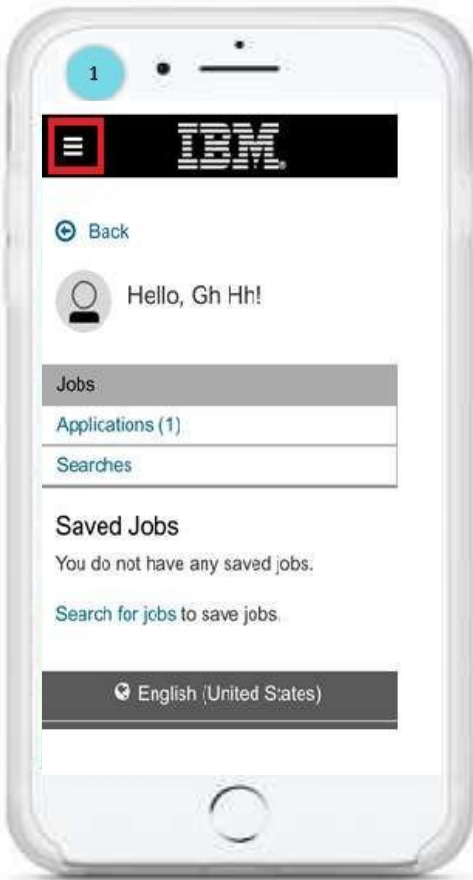 1
IBM
Back
Hello, Gh Hh!
Jobs
Applications (1)
Searches
Saved Jobs
You do not have any saved jobs.
Search for jobs to save jobs.
English (United States)